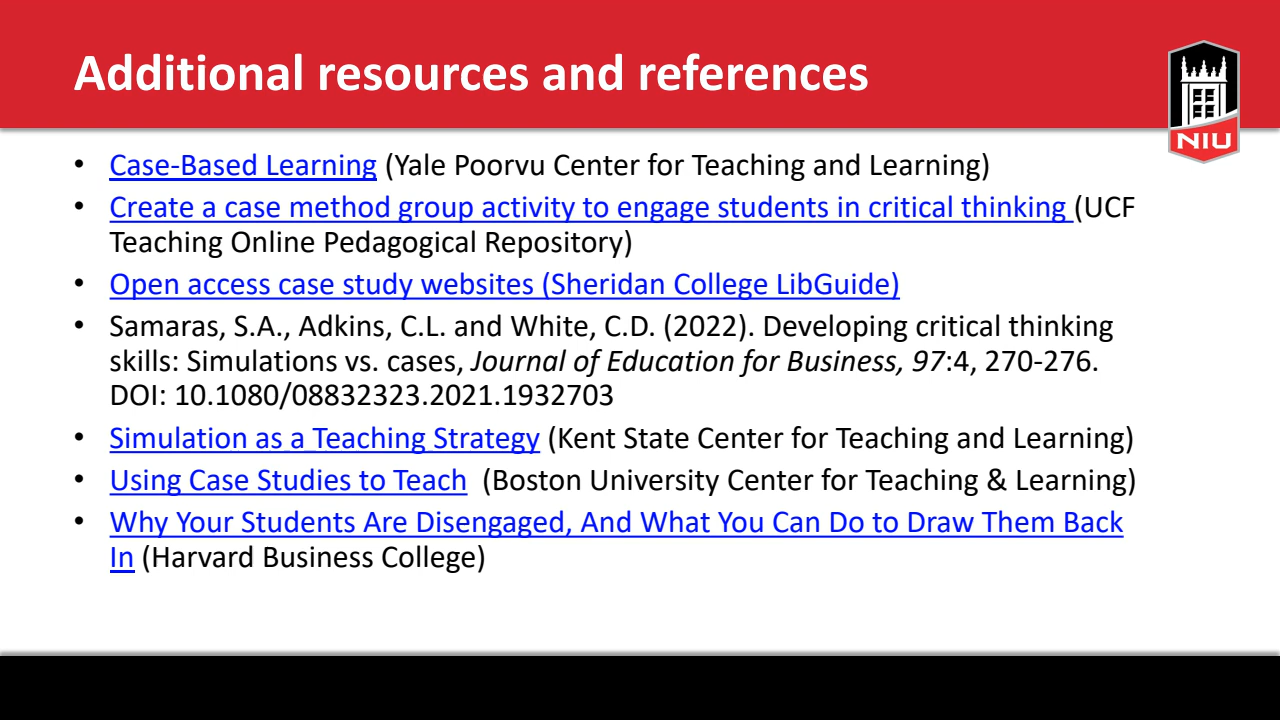 Additional resources and references
NIU
• Case-Based Learning (Yale Poorvu Center for Teaching and Learning)
• Create a case method group activity to engage students in critical thinking (UCF
Teaching Online Pedagogical Repository)
• Open access case study websites (Sheridan College LibGuide)
• Samaras, S.A., Adkins, C.L. and White, C.D. (2022). Developing critical thinking
skills: Simulations vs. cases, Journal of Education for Business, 97:4, 270-276.
DOI: 10.1080/08832323.2021.1932703
• Simulation as a Teaching Strategy (Kent State Center for Teaching and Learning)
• Using Case Studies to Teach (Boston University Center for Teaching & Learning)
• Why Your Students Are Disengaged, And What You Can Do to Draw Them Back
In (Harvard Business College)